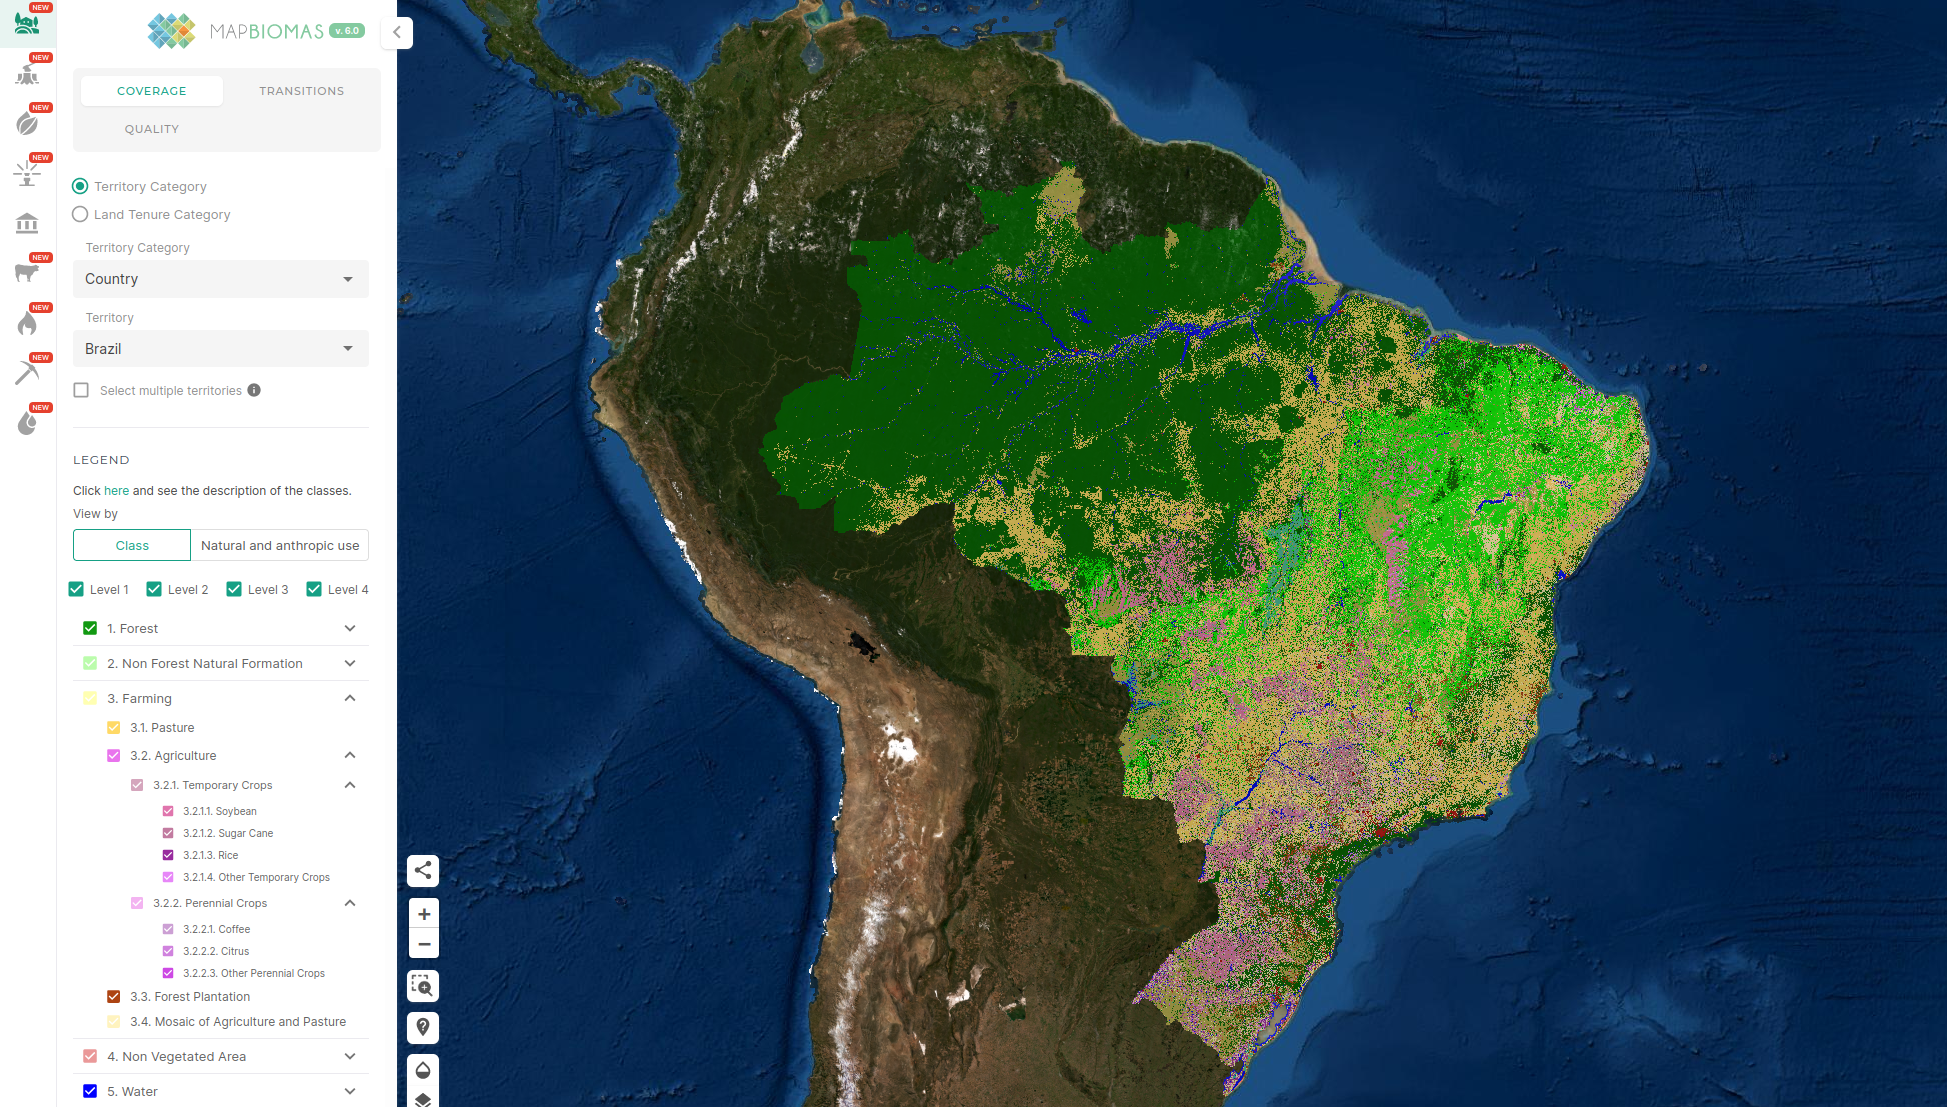 NEW
MAPBIOMAS v. 6.0
NEW
COVERAGE
TRANSITIONS
NEW
QUALITY
NEW
Territory Category
Land Tenure Category
Territory Category
NEW
Country
NEW
Territory
Brazil
NEW
Select multiple territories
NEW
LEGEND
Click here and see the description of the classes.
View by
Class
Natural and anthropic use
Level 1
Level 2
Level 3
Level 4
1. Forest
2. Non Forest Natural Formation
3. Farming
3.1. Pasture
3.2. Agriculture
3.2.1. Temporary Crops
3.2.1.1. Soybean
3.2.1.2. Sugar Cane
3.2.1.3. Rice
3.2.1.4. Other Temporary Crops
3.2.2. Perennial Crops
3.2.2.1. Coffee
3.2.2.2. Citrus
3.2.2.3. Other Perennial Crops
3.3. Forest Plantation
3.4. Mosaic of Agriculture and Pasture
4. Non Vegetated Area
5. Water